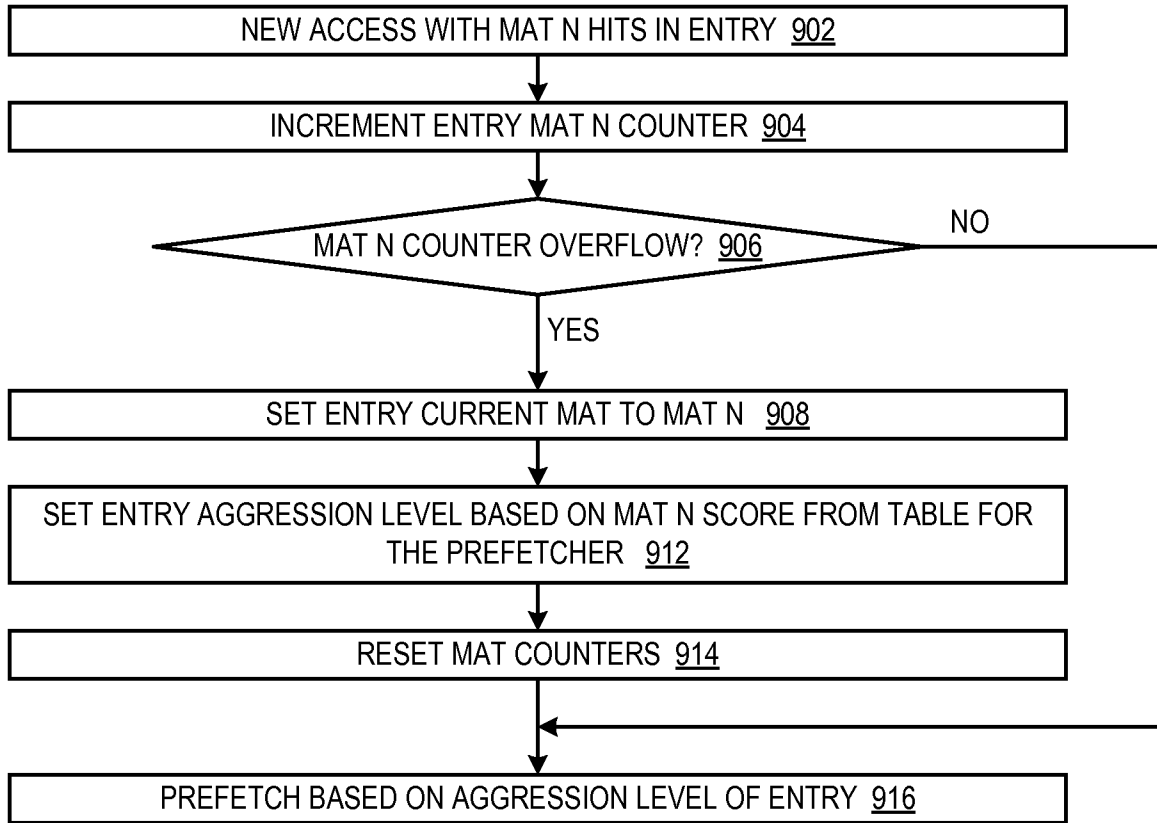 NEW ACCESS WITH MAT N HITS IN ENTRY 902
INCREMENT ENTRY MAT N COUNTER 904
MAT N COUNTER OVERFLOW? 906
NO
YES
SET ENTRY CURRENT MAT TO MAT N 908
SET ENTRY AGGRESSION LEVEL BASED ON MAT N SCORE FROM TABLE FOR
THE PREFETCHER 912
RESET MAT COUNTERS 914
PREFETCH BASED ON AGGRESSION LEVEL OF ENTRY 916